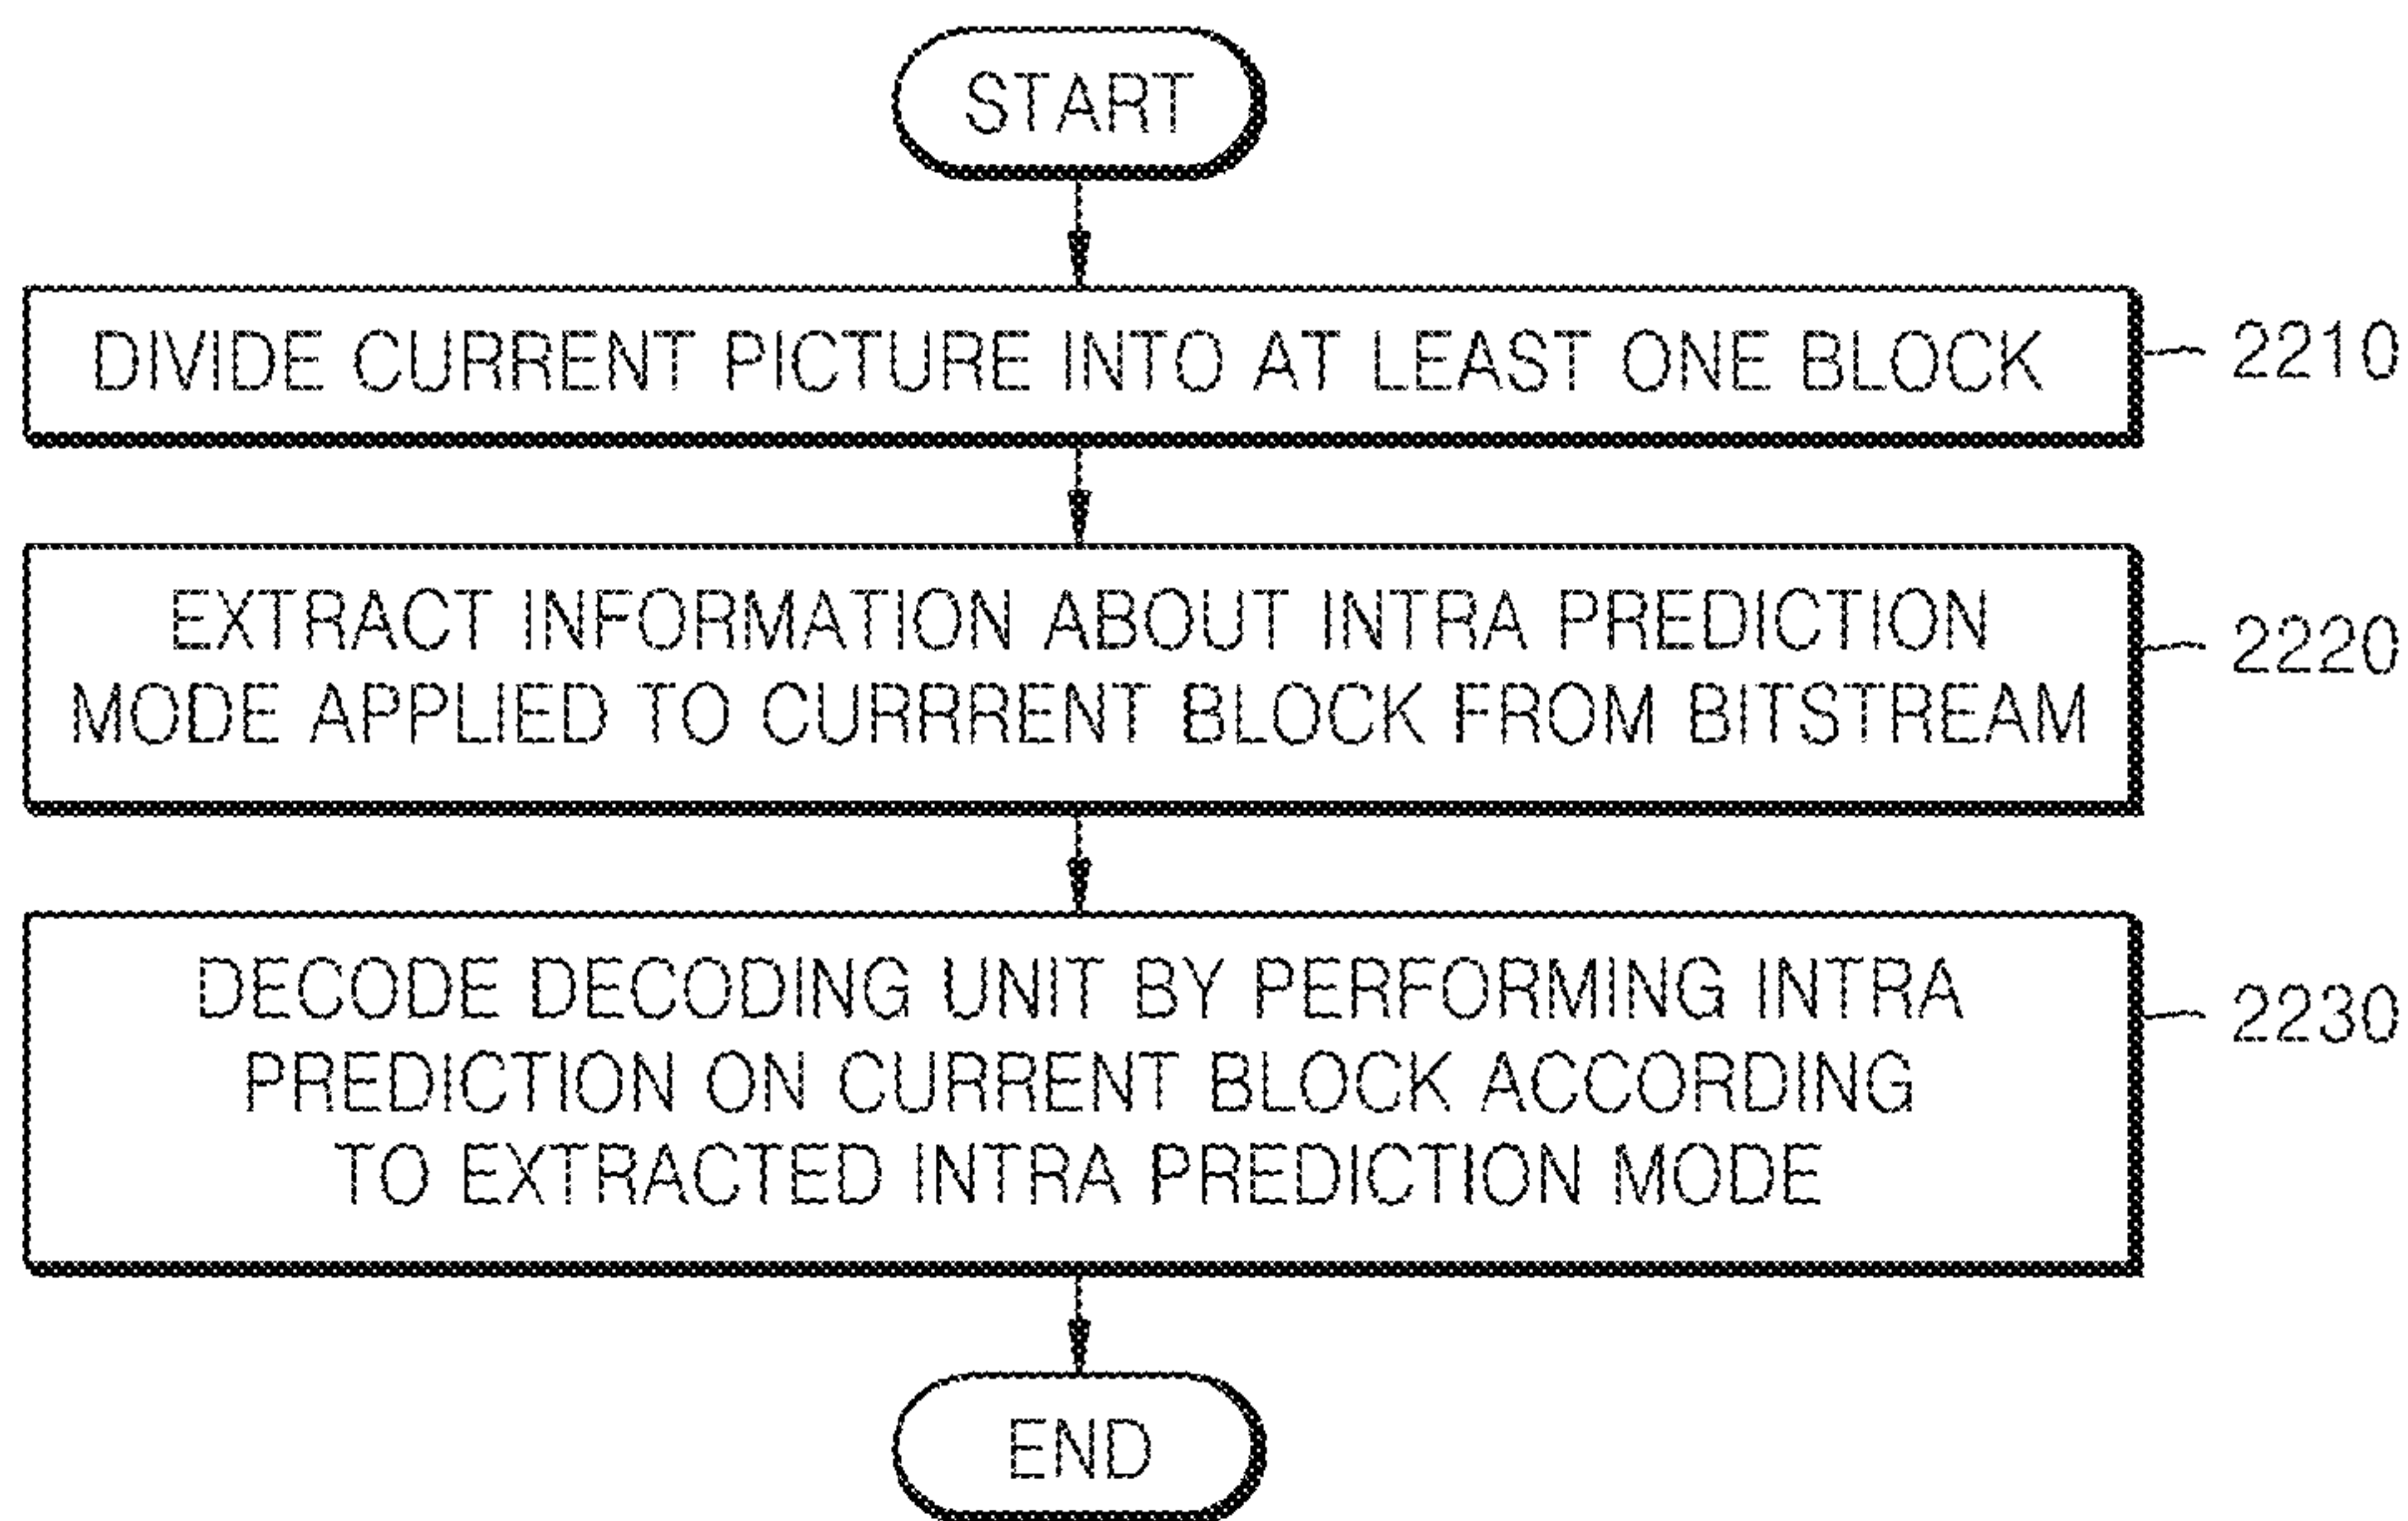 START
DIVIDE CURRENT PICTURE INTO AT LEAST ONE BLOCK
2210
EXTRACT INFORMATION ABOUT INTRA PREDICTION
MODE APPLIED TO CURRRENT BLOCK FROM BITSTREAM
2220
DECODE DECODING UNIT BY PERFORMING INTRA
PREDICTION ON CURRENT BLOCK ACCORDING
TO EXTRACTED INTRA PREDICTION MODE
2230
END